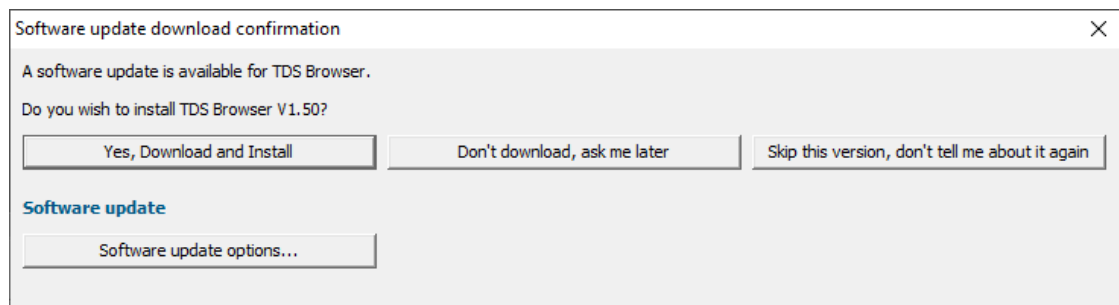 Software update download confirmation
A software update is available for TDS Browser.
Do you wish to install TDS Browser V1.50?
Yes, Download and Install
Don't download, ask me later
Skip this version, don't tell me about it again
Software update
Software update options...